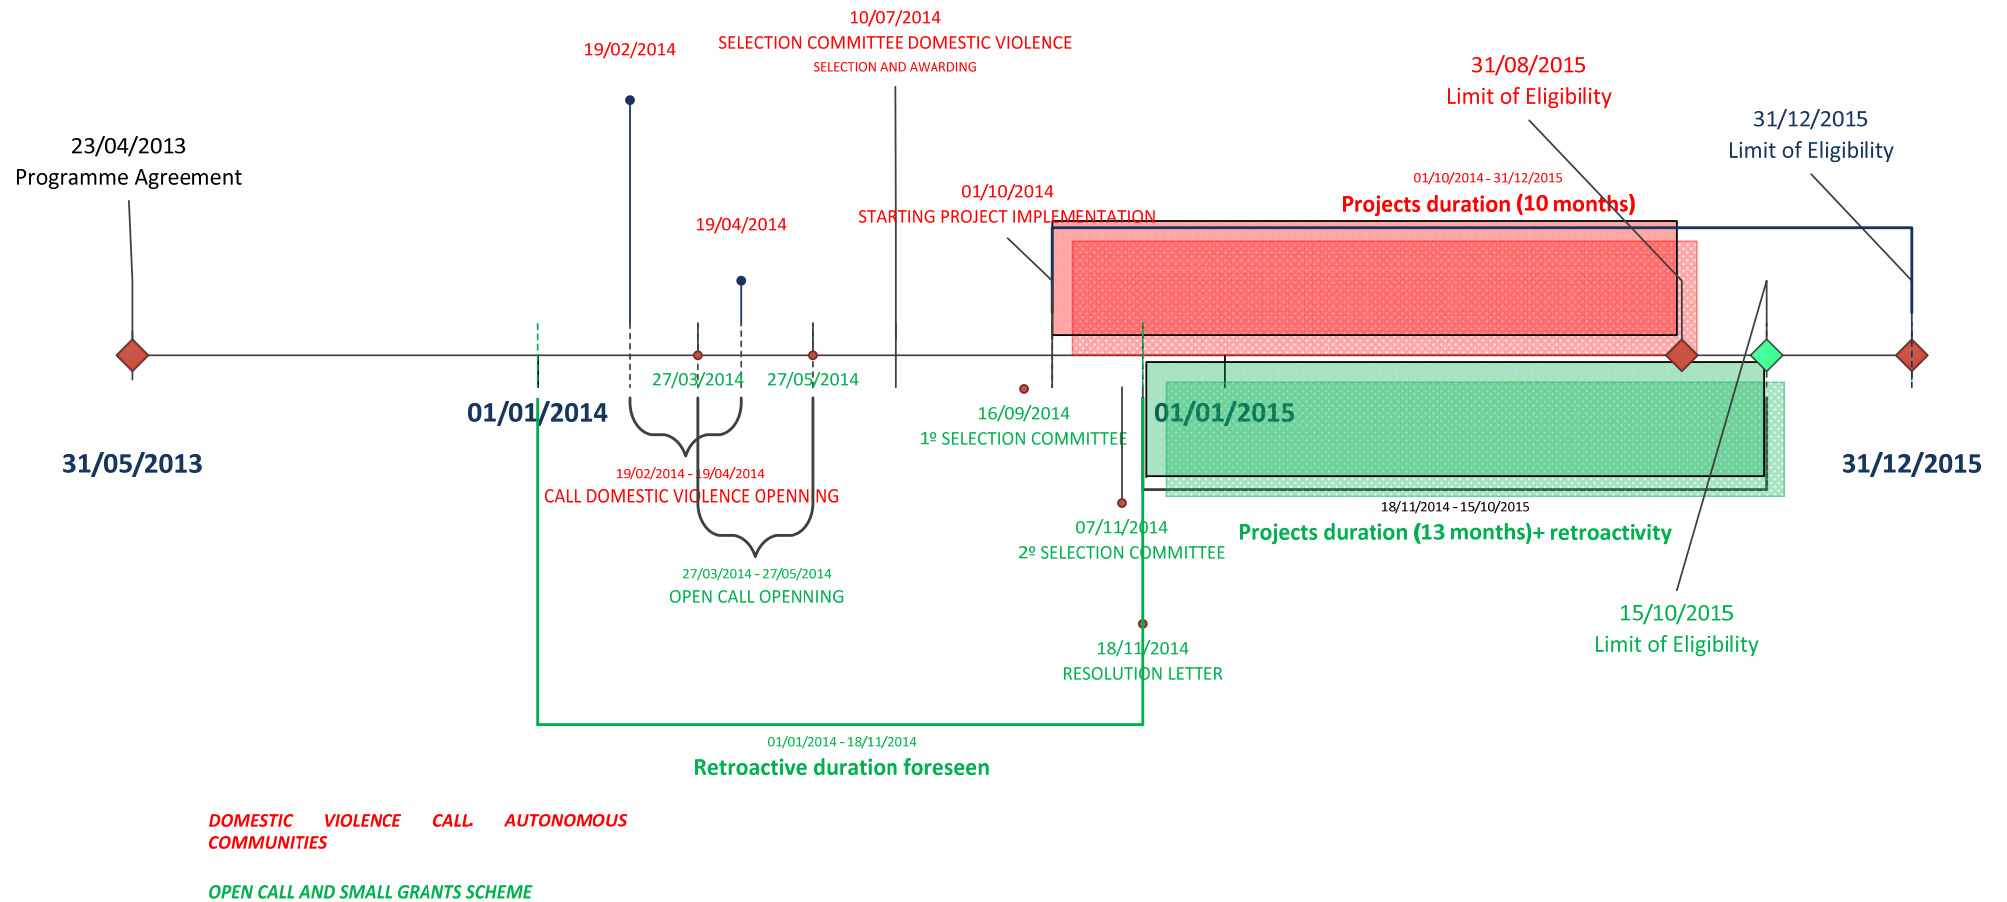 10/07/2014
SELECTION COMMITTEE DOMESTIC VIOLENCE
SELECTION AND AWARDING
19/02/2014
31/08/2015
Limit of Eligibility
31/12/2015
Limit of Eligibility
23/04/2013
Programme Agreement
01/10/2014 - 31/12/2015
Projects duration (10 months)
01/10/2014
STARTING PROJECT IMPLEMENTATION
19/04/2014
27/03/2014
27/05/2014
01/01/2014
16/09/2014
1º SELECTION COMMITTEE
01/01/2015
31/05/2013
31/12/2015
19/02/2014 - 19/04/2014
CALL DOMESTIC VIOLENCE OPENNING
18/11/2014 - 15/10/2015
Projects duration (13 months)+ retroactivity
07/11/2014
2º SELECTION COMMITTEE
27/03/2014 - 27/05/2014
OPEN CALL OPENNING
15/10/2015
Limit of Eligibility
18/11/2014
RESOLUTION LETTER
01/01/2014 - 18/11/2014
Retroactive duration foreseen
DOMESTIC VIOLENCE CALL. AUTONOMOUS
COMMUNITIES
OPEN CALL AND SMALL GRANTS SCHEME